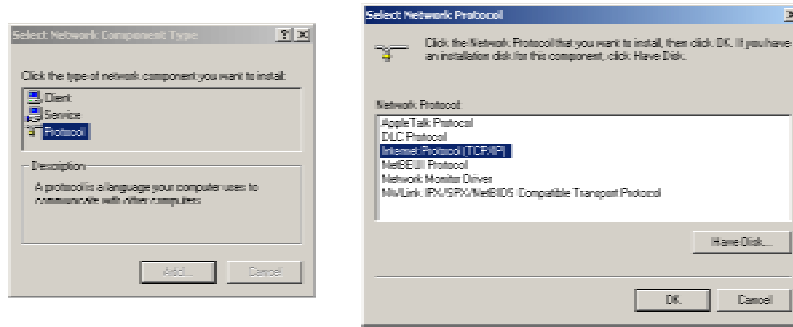 Select Network Component Type
Click the type of network component you want to install:
Client
Service
Protocol
Description
A protocol is a language your computer uses to
communicate with other computers.
Add...
Cancel
Select Network Protocol
Click the Network Protocol that you want to install, then click OK. If you have
an installation disk for this component, click Have Disk.
Network Protocol:
AppleTalk Protocol
DLC Protocol
Internet Protocol (TCP/IP)
NetBEUI Protocol
Network Monitor Driver
NWLink IPX/SPX/NetBIOS Compatible Transport Protocol
Have Disk...
OK
Cancel